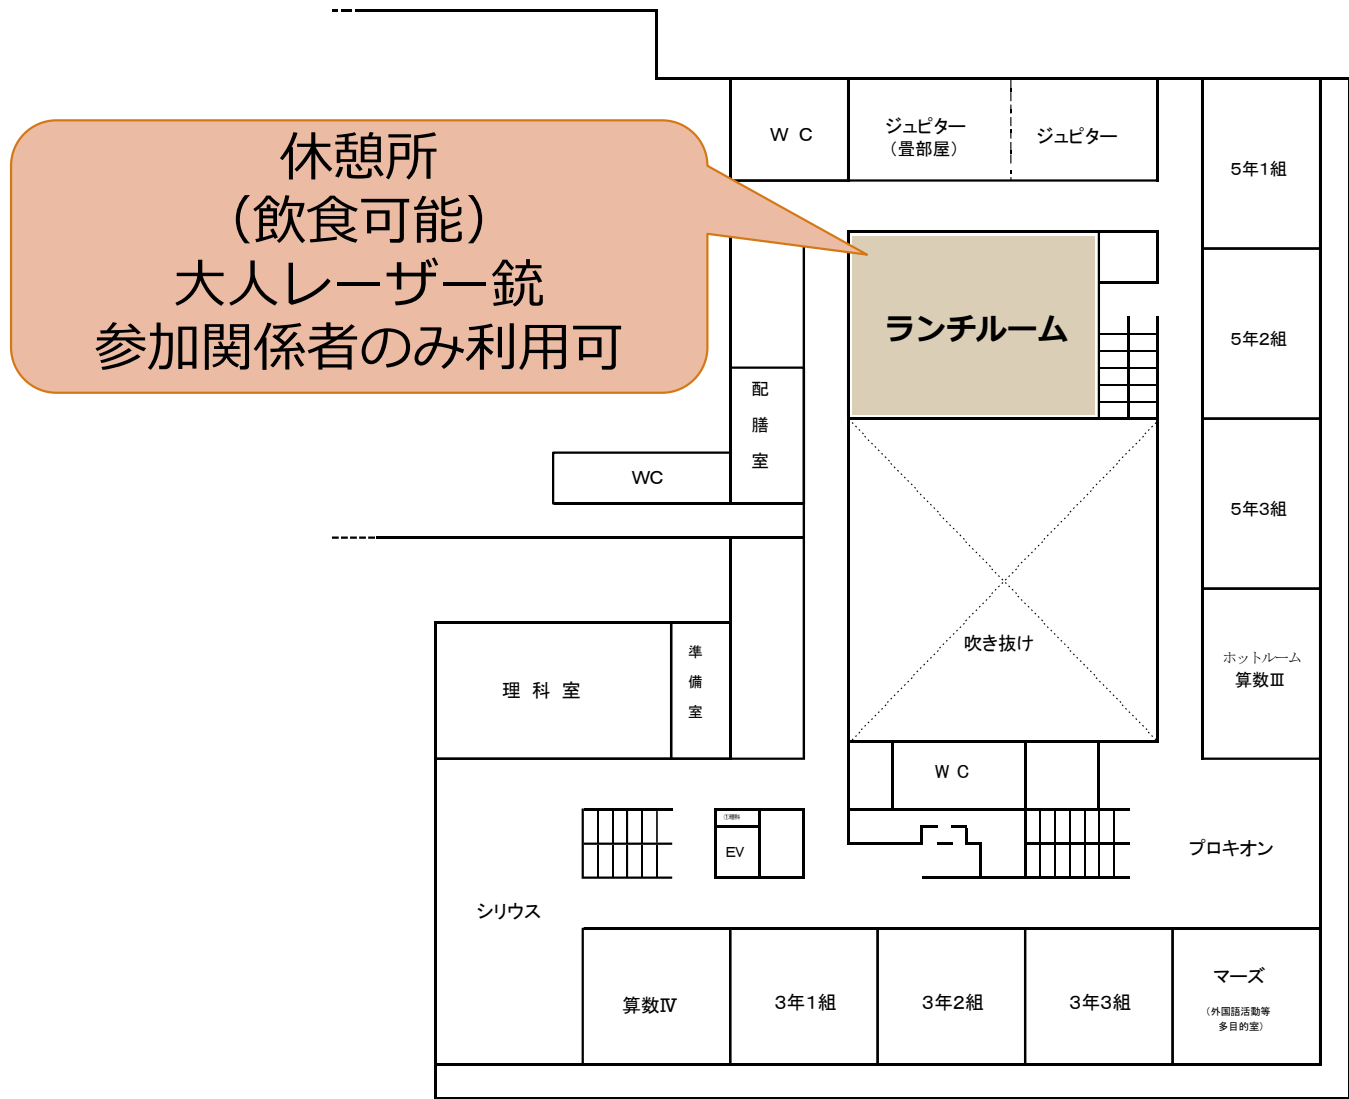 休憩所
（飲食可能）
大人レーザー銃
参加関係者のみ利用可
ＷＣ
ジュピター
（畳部屋）
ジュピター
5年1組
ランチルーム
5年2組
配膳室
WC
5年3組
吹き抜け
ホットルーム
算数Ⅲ
理科室
準備室
ＷＣ
EV
プロキオン
シリウス
算数Ⅳ
3年1組
3年2組
3年3組
マーズ
（外国語活動等
多目的室）